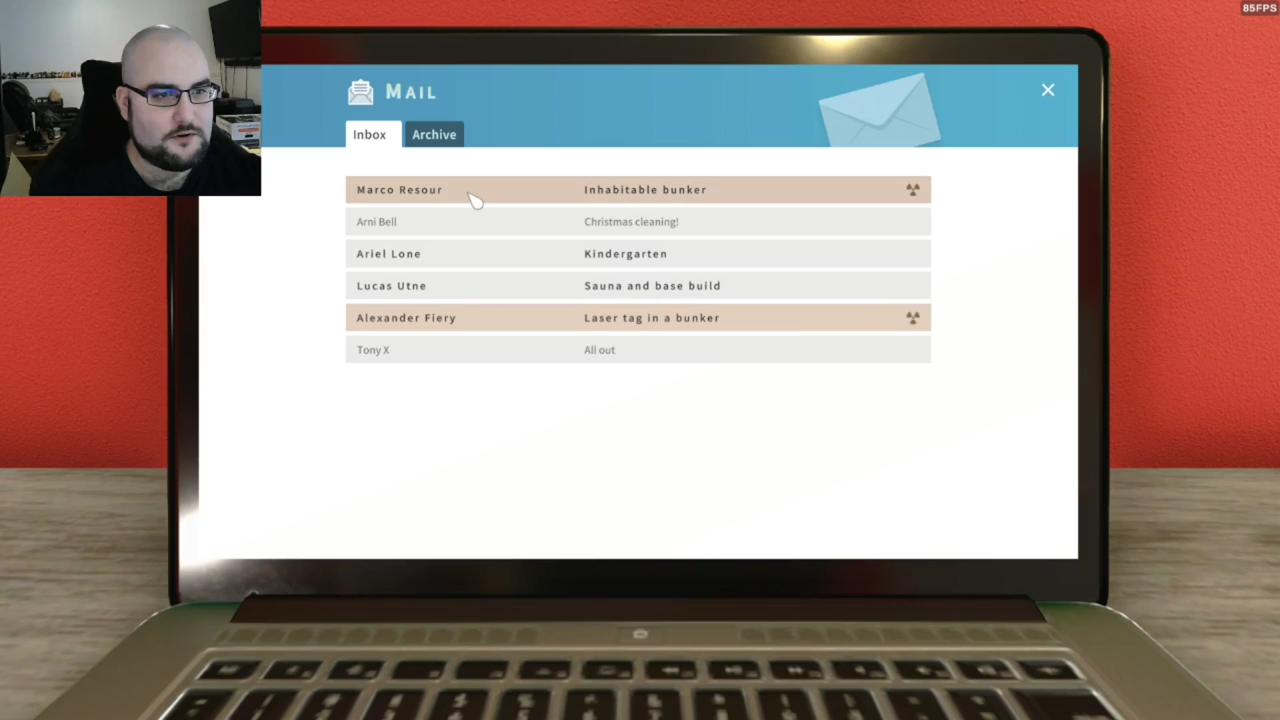 85FPS
MAIL
Inbox Archive
Marco Resour Inhabitable bunker
Arni Bell Christmas cleaning!
Ariel Lone Kindergarten
Lucas Utne Sauna and base build
Alexander Fiery Laser tag in a bunker
Tony X All out